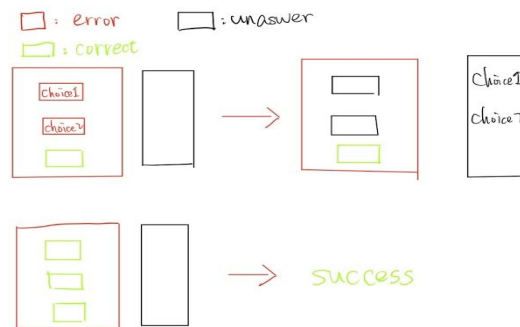 : error
: unaswer
: correct
choice1
choice2
choice1
choice2
success